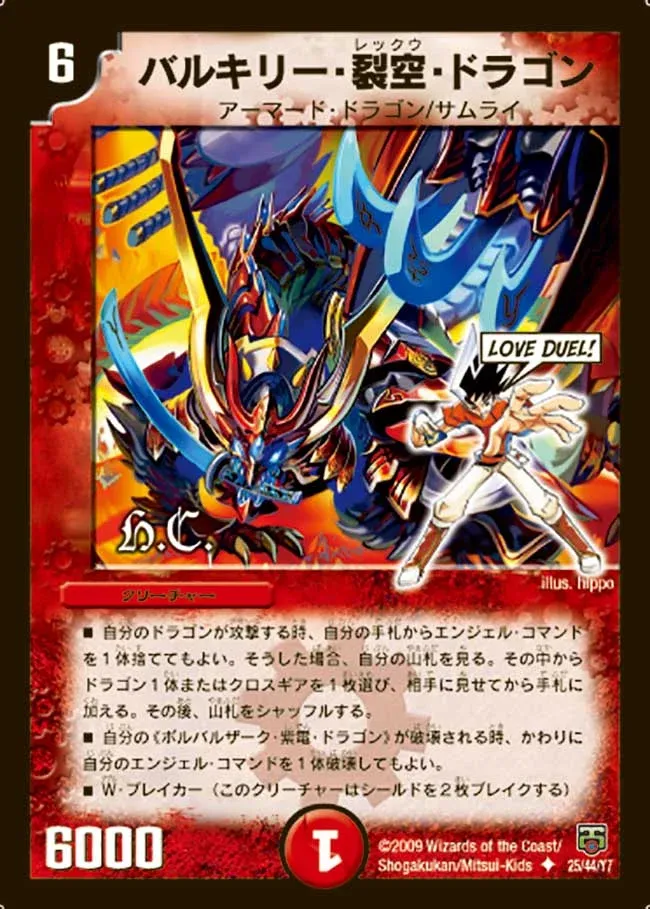 6
レックウ
バルキリー・裂空・ドラゴン
アーマード・ドラゴン/サムライ
LOVE DUEL!
H.C.
illus. hippo
クリーチャー
■ 自分のドラゴンが攻撃する時、自分の手札からエンジェル・コマンド
を1体捨ててもよい。そうした場合、自分の山札を見る。その中から
ドラゴン1体またはクロスギアを1枚選び、相手に見せてから手札に
加える。その後、山札をシャッフルする。
■ 自分の《ボルバルザーク・紫電・ドラゴン》が破壊される時、かわりに
自分のエンジェル・コマンドを1体破壊してもよい。
■ W・ブレイカー（このクリーチャーはシールドを2枚ブレイクする）
6000
1
©2009 Wizards of the Coast/
Shogakukan/Mitsui-Kids
25/44/Y7